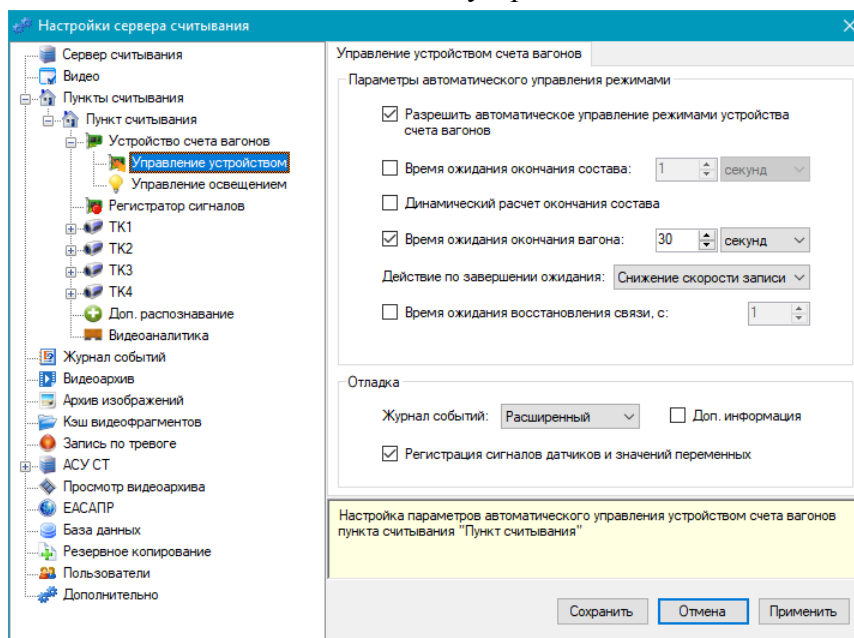 Настройки сервера считывания
Сервер считывания
Видео
Пункты считывания
Пункт считывания
Устройство счета вагонов
Управление устройством
Управление освещением
Регистратор сигналов
ТК1
ТК2
ТК3
ТК4
Доп. распознавание
Видеоаналитика
Журнал событий
Видеоархив
Архив изображений
Кэш видеофрагментов
Запись по тревоге
АСУ СТ
Просмотр видеоархива
ЕАСАПР
База данных
Резервное копирование
Пользователи
Дополнительно
Управление устройством счета вагонов
Параметры автоматического управления режимами
Разрешить автоматическое управление режимами устройства
счета вагонов
Время ожидания окончания состава: 1 секунд
Динамический расчет окончания состава
Время ожидания окончания вагона: 30 секунд
Действие по завершении ожидания: Снижение скорости записи
Время ожидания восстановления связи, с: 1
Отладка
Журнал событий: Расширенный Доп. информация
Регистрация сигналов датчиков и значений переменных
Настройка параметров автоматического управления устройством счета вагонов
пункта считывания "Пункт считывания"
Сохранить Отмена Применить